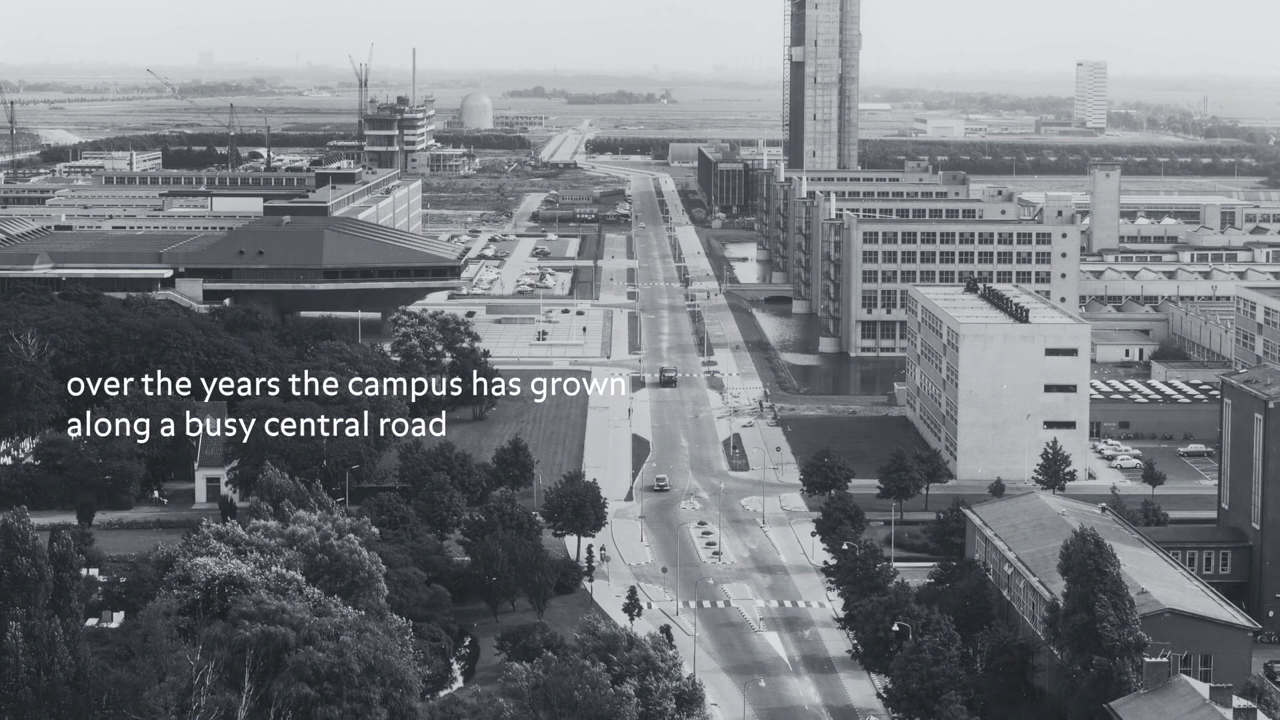 over the years the campus has grown
along a busy central road